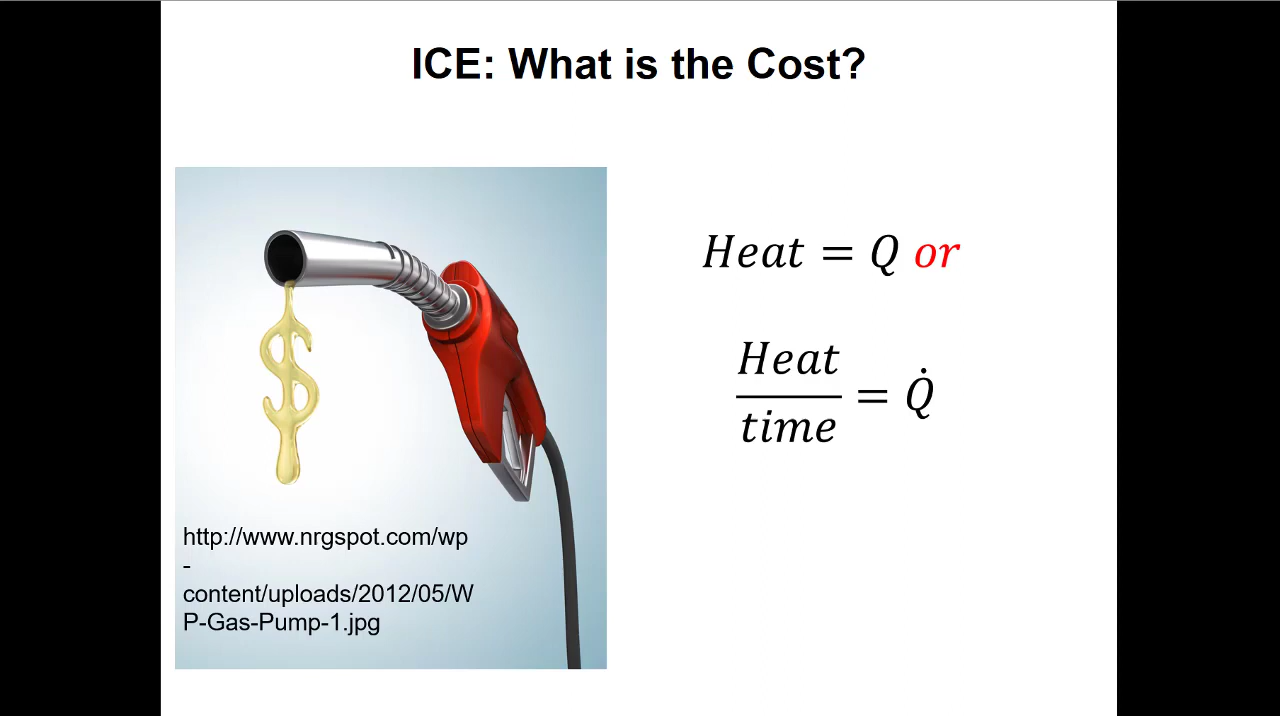 ICE: What is the Cost?
Heat = Q or
Heat
time
= Q̇
http://www.nrgspot.com/wp
-
content/uploads/2012/05/W
P-Gas-Pump-1.jpg
$